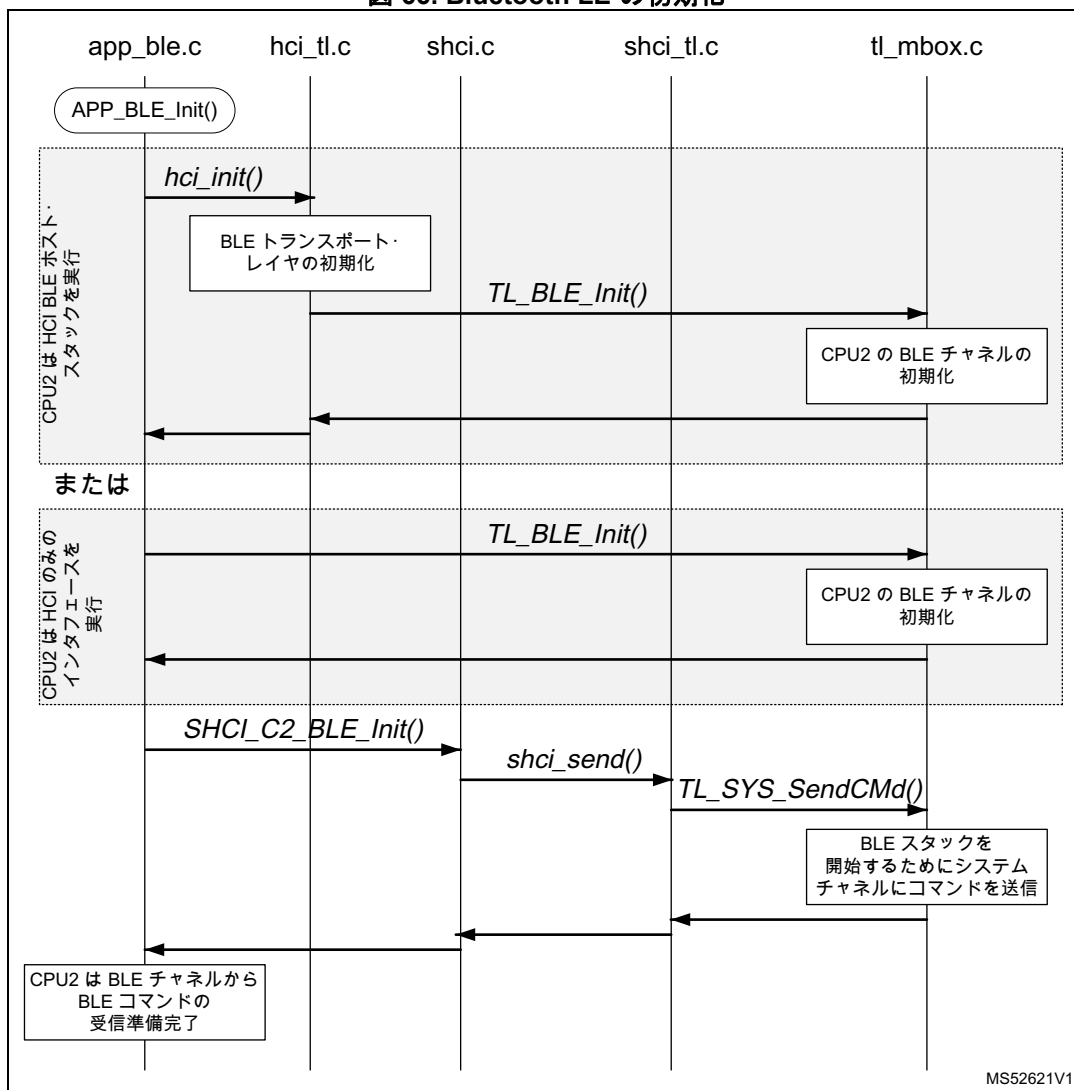 app_ble.c hci_tl.c shci.c shci_tl.c tl_mbox.c
APP_BLE_Init()
CPU2 は HCI BLE ホスト・
スタックを実行
hci_init()
BLE トランスポート・
レイヤの初期化
TL_BLE_Init()
CPU2 の BLE チャネルの
初期化
または
CPU2 は HCI のみの
インタフェースを
実行
TL_BLE_Init()
CPU2 の BLE チャネルの
初期化
SHCI_C2_BLE_Init()
shci_send()
TL_SYS_SendCMd()
BLE スタックを
開始するためにシステム
チャネルにコマンドを送信
CPU2 は BLE チャネルから
BLE コマンドの
受信準備完了
MS52621V1